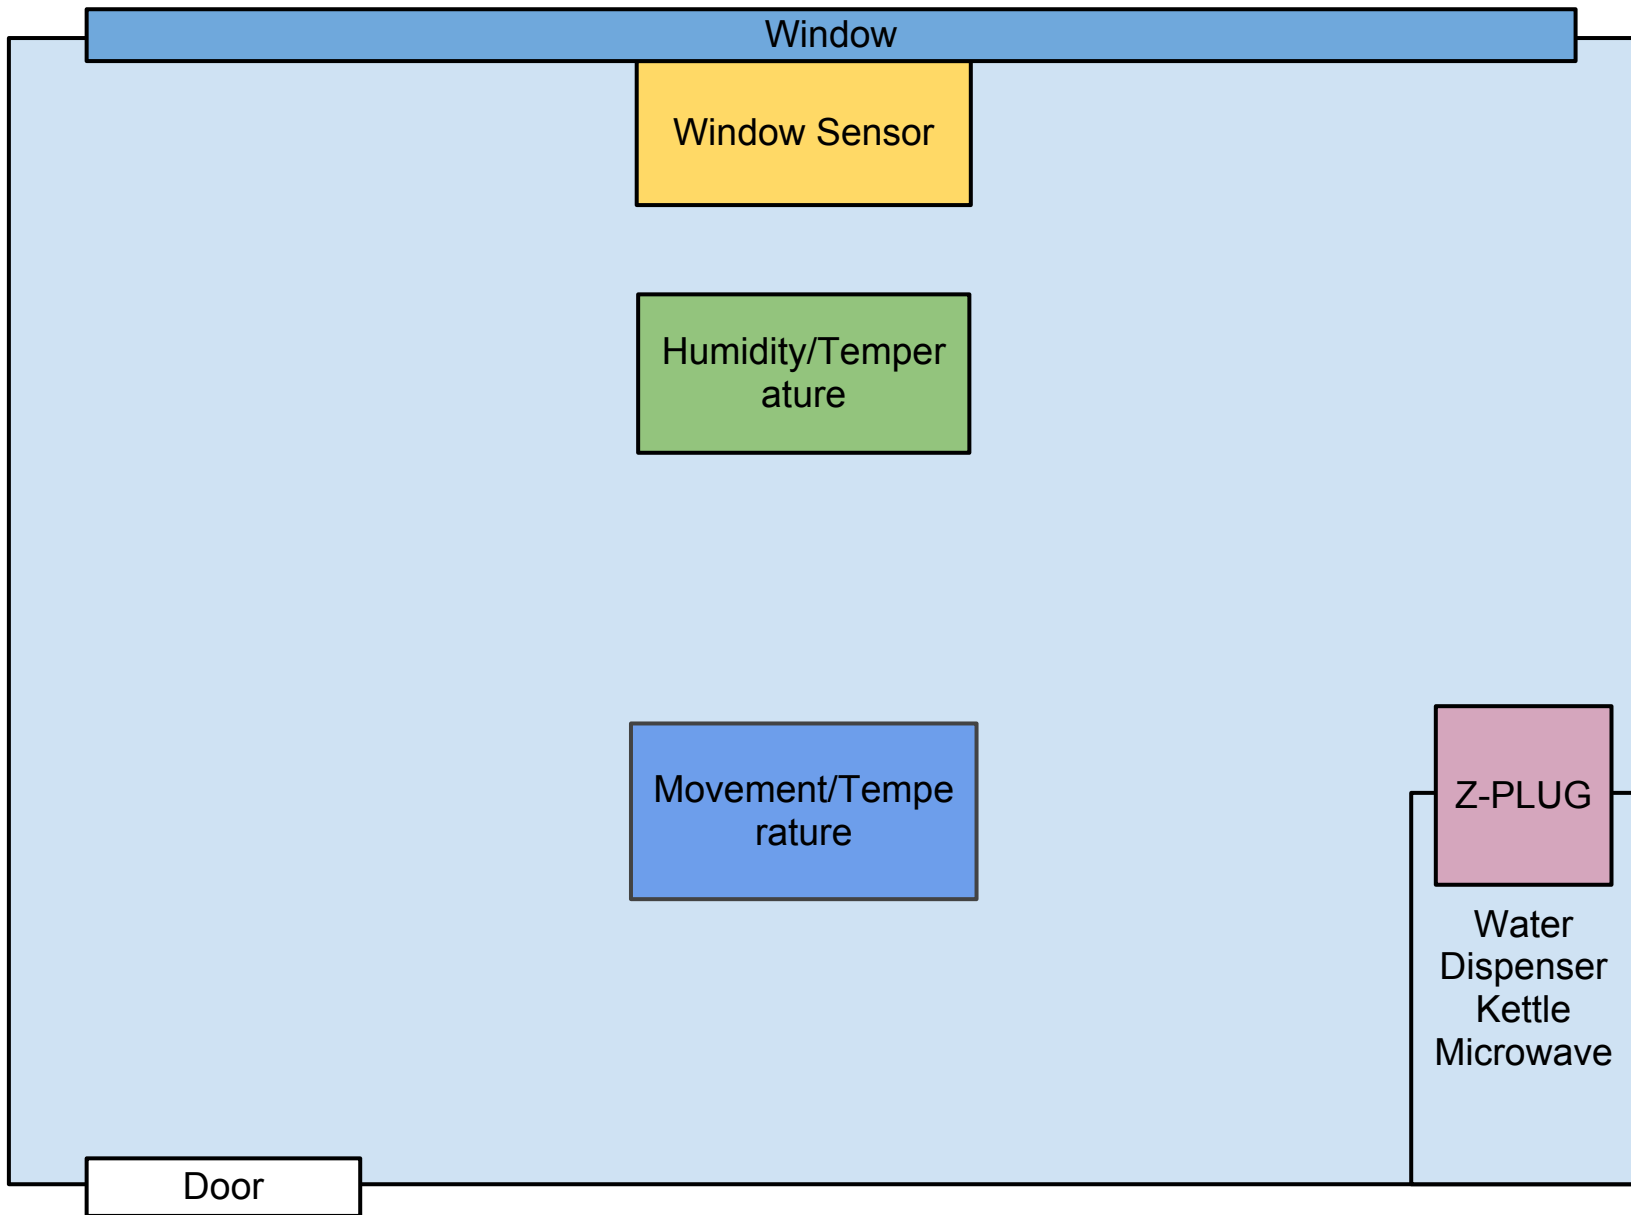 Window
Window Sensor
Humidity/Temper
ature
Movement/Tempe
rature
Z-PLUG
Water
Dispenser
Kettle
Microwave
Door